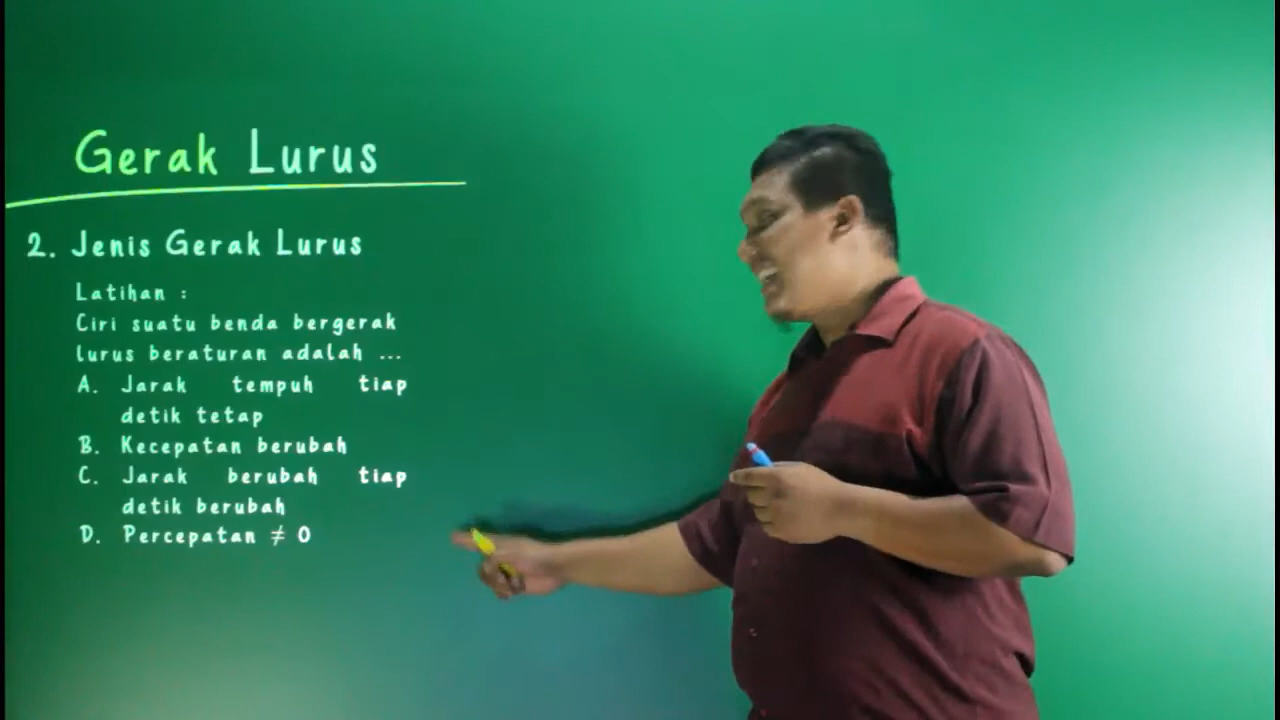 Gerak Lurus
2. Jenis Gerak Lurus
Latihan :
Ciri suatu benda bergerak
lurus beraturan adalah ...
A. Jarak tempuh tiap
detik tetap
B. Kecepatan berubah
C. Jarak berubah tiap
detik berubah
D. Percepatan ≠ 0